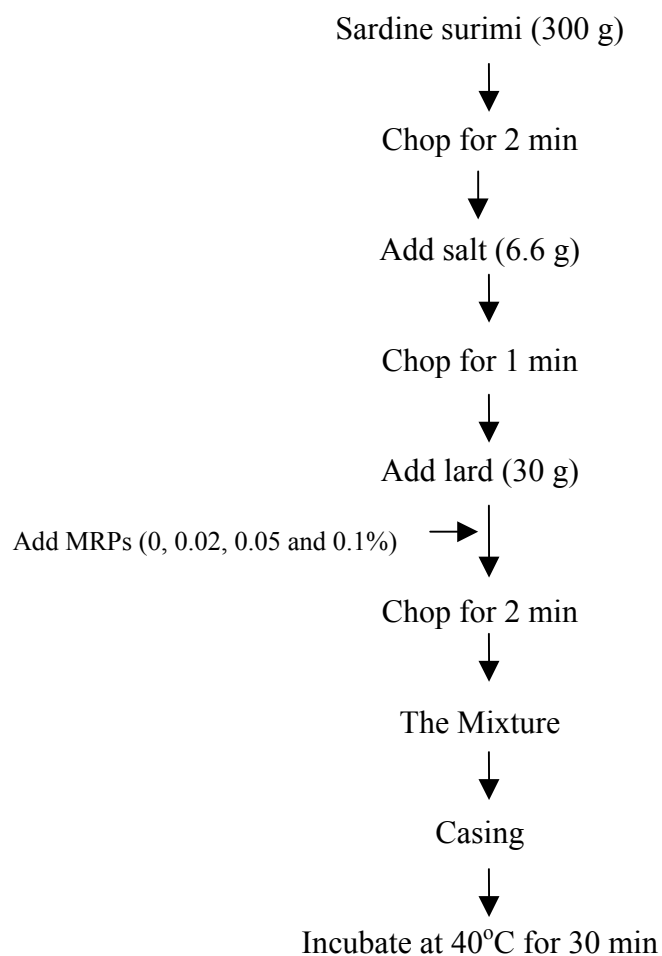 Sardine surimi (300 g)
Chop for 2 min
Add salt (6.6 g)
Chop for 1 min
Add lard (30 g)
Add MRPs (0, 0.02, 0.05 and 0.1%)
Chop for 2 min
The Mixture
Casing
Incubate at 40°C for 30 min